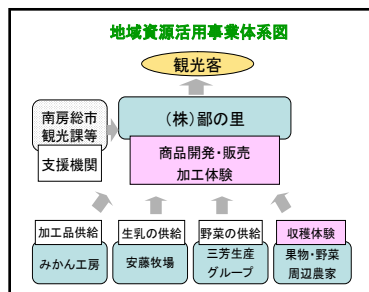 地域資源活用事業体系図
観光客
南房総市
観光課等
支援機関
(株)鄙の里
商品開発・販売
加工体験
加工品供給
みかん工房
生乳の供給
安藤牧場
野菜の供給
三芳生産
グループ
収穫体験
果物・野菜
周辺農家